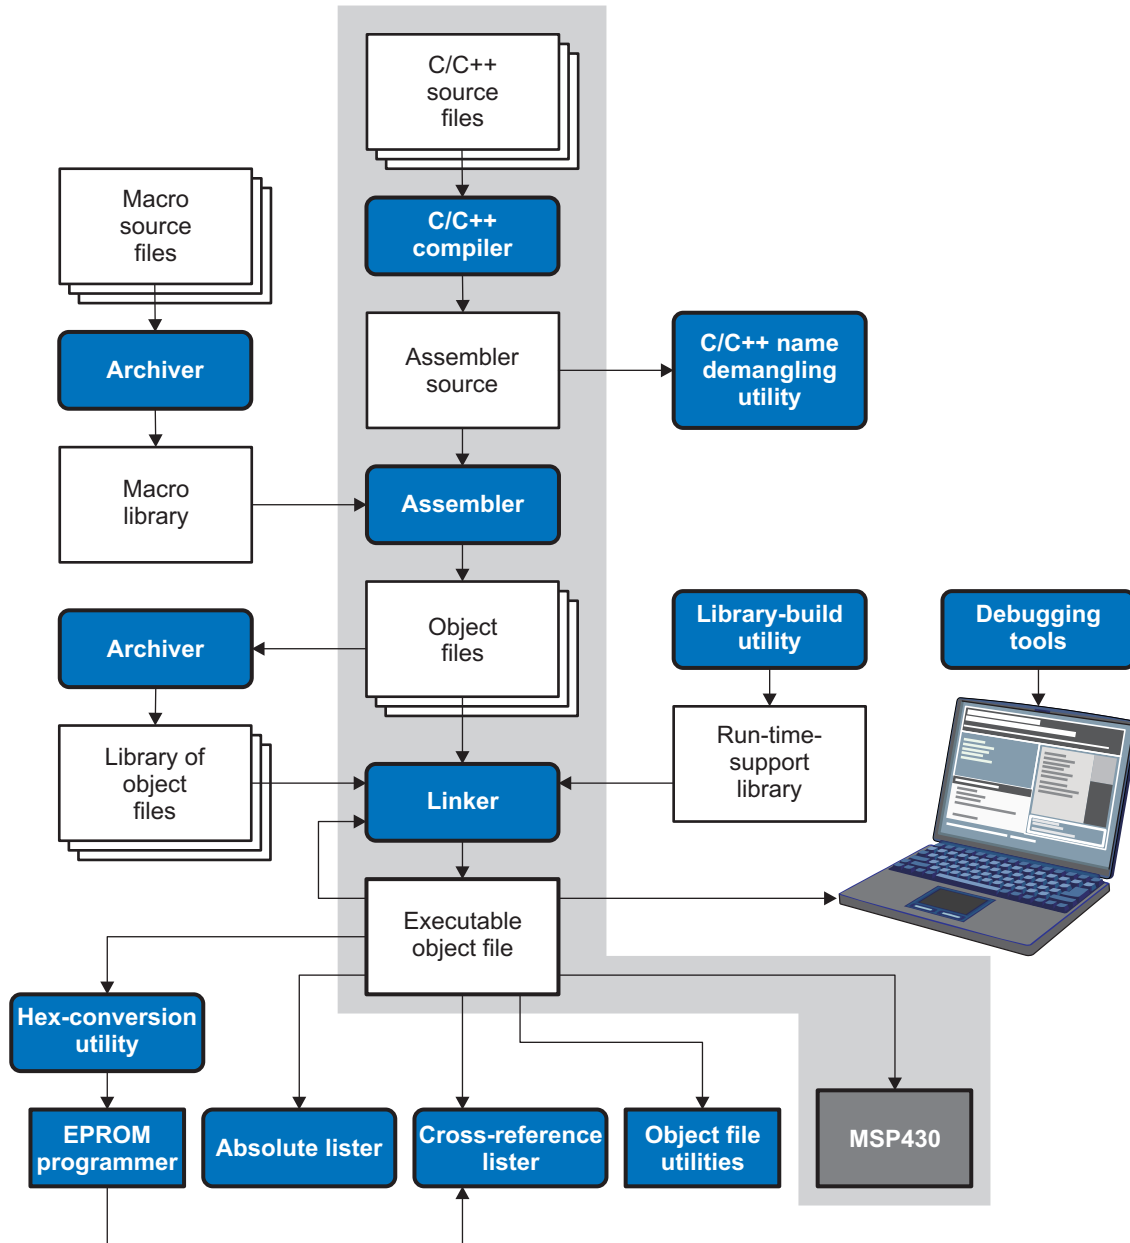 C/C++
source
files
Macro
source
files
C/C++
compiler
Archiver
Assembler
source
C/C++ name
demangling
utility
Macro
library
Assembler
Archiver
Object
files
Library-build
utility
Debugging
tools
Library of
object
files
Linker
Run-time-
support
library
Executable
object file
Hex-conversion
utility
EPROM
programmer
Absolute lister
Cross-reference
lister
Object file
utilities
MSP430